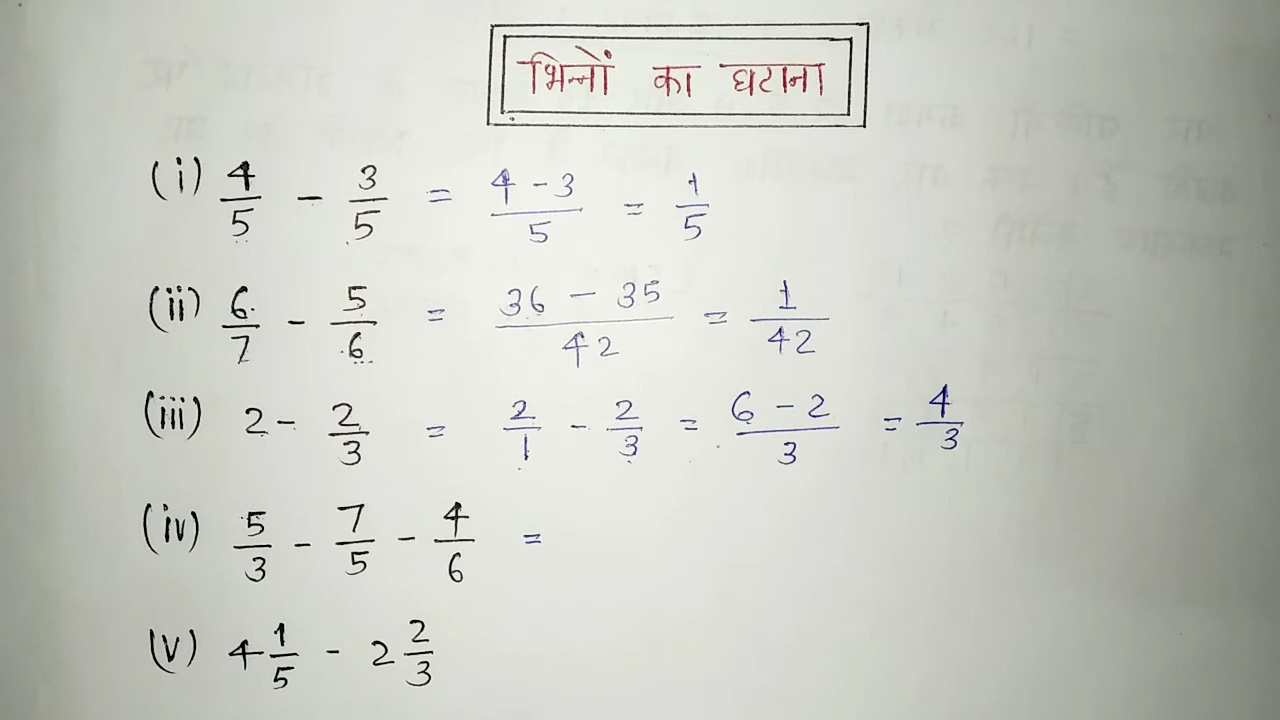 भिन्नों का घटाना
(i) 4/5 - 3/5 = 4 - 3/5 = 1/5
(ii) 6/7 - 5/6 = 36 - 35/42 = 1/42
(iii) 2 - 2/3 = 2/1 - 2/3 = 6 - 2/3 = 4/3
(iv) 5/3 - 7/5 - 4/6 =
(v) 4 1/5 - 2 2/3